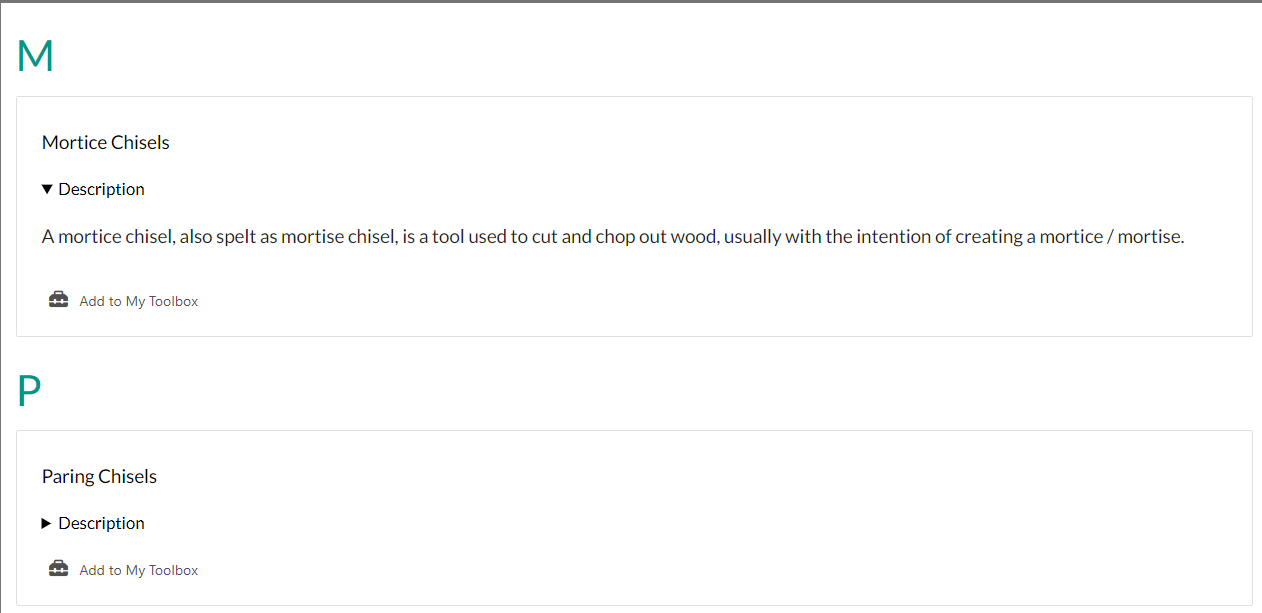 M
Mortice Chisels
Description
A mortice chisel, also spelt as mortise chisel, is a tool used to cut and chop out wood, usually with the intention of creating a mortice / mortise.
Add to My Toolbox
P
Paring Chisels
Description
Add to My Toolbox